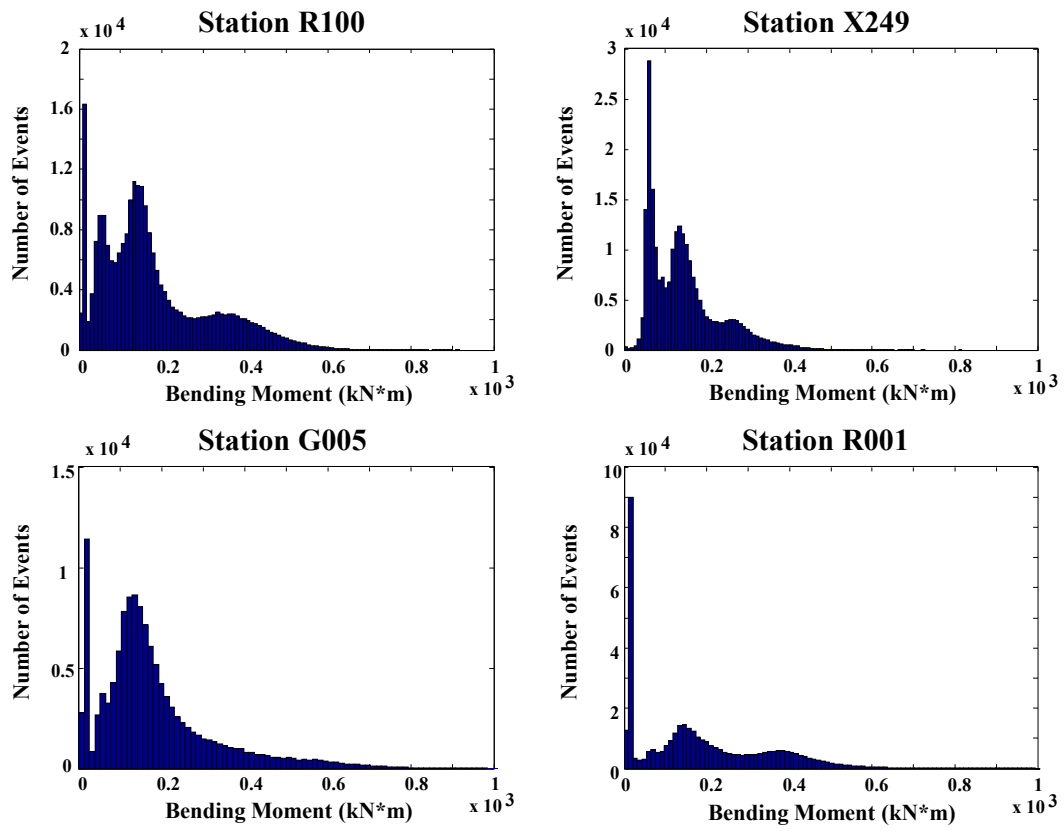 Station R100
x 10 4
2
1.6
1.2
0.8
0.4
0
Number of Events
0 0.2 0.4 0.6 0.8 1
x 10 3
Bending Moment (kN*m)
Station X249
x 10 4
3
2.5
2
1.5
1
0.5
0
Number of Events
0 0.2 0.4 0.6 0.8 1
x 10 3
Bending Moment (kN*m)
Station G005
x 10 4
1.5
1
0.5
0
Number of Events
0 0.2 0.4 0.6 0.8 1
x 10 3
Bending Moment (kN*m)
Station R001
x 10 4
10
8
6
4
2
0
Number of Events
0 0.2 0.4 0.6 0.8 1
x 10 3
Bending Moment (kN*m)